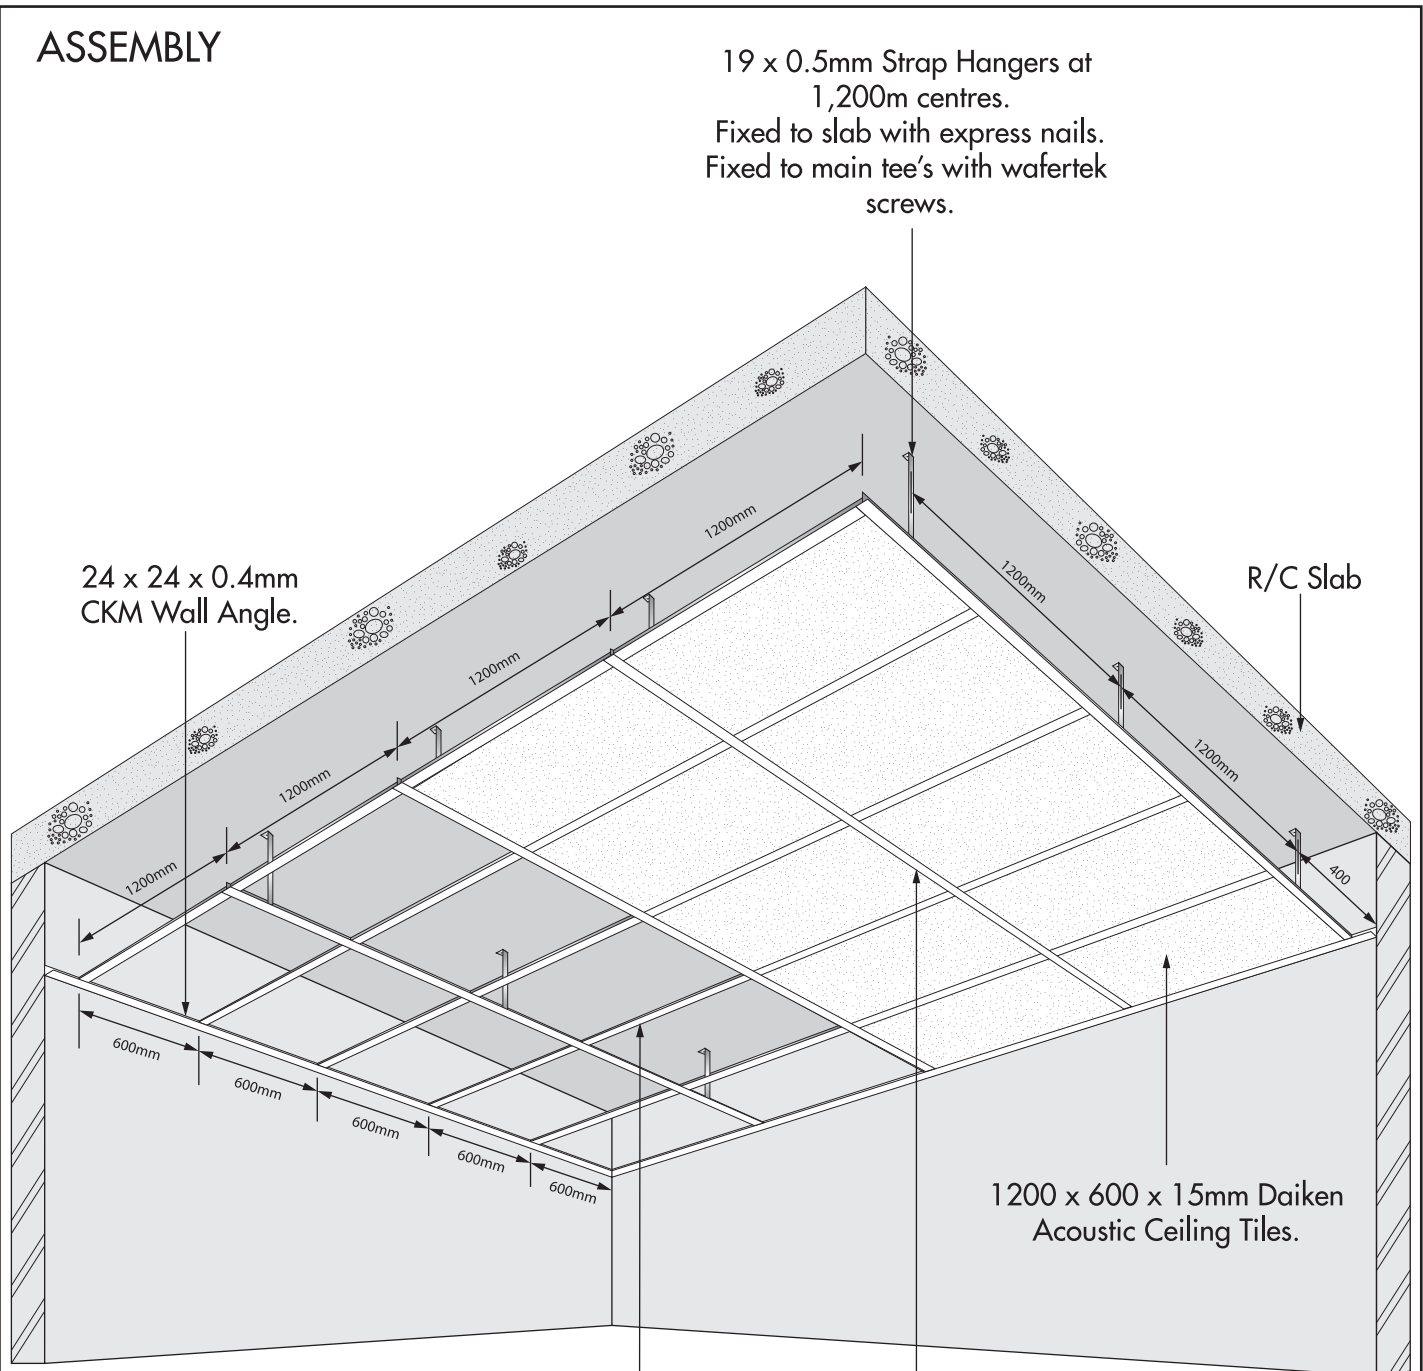 ASSEMBLY
19 x 0.5mm Strap Hangers at
1,200m centres.
Fixed to slab with express nails.
Fixed to main tee’s with wafertek
screws.
24 x 24 x 0.4mm
CKM Wall Angle.
R/C Slab
1200mm
1200mm
1200mm
1200mm
1200mm
1200mm
400
600mm
600mm
600mm
600mm
600mm
1200 x 600 x 15mm Daiken
Acoustic Ceiling Tiles.